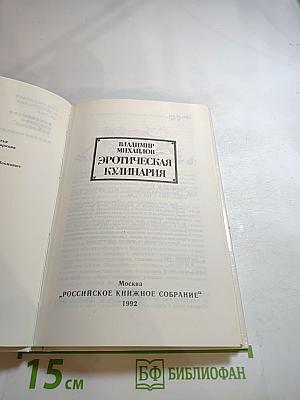 ВЛАДИМИР
МИХАЙЛОВ
ЭРОТИЧЕСКАЯ
КУЛИНАРИЯ
Москва
„РОССИЙСКОЕ КНИЖНОЕ СОБРАНИЕ“
1992
15 см
БФ БИБЛИОФАН